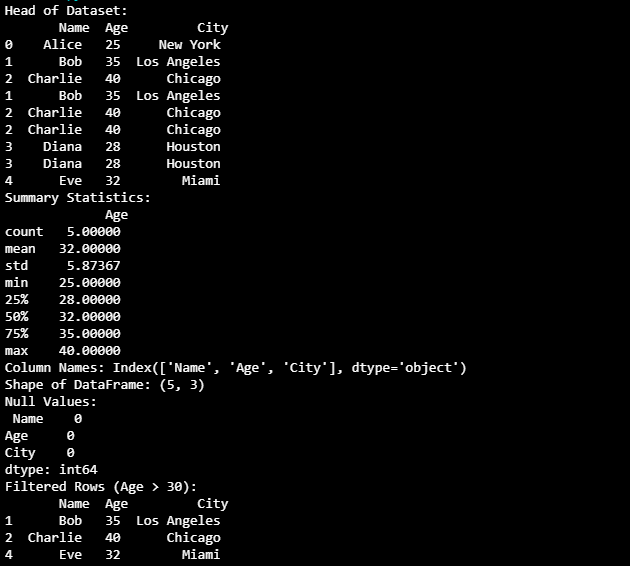 Head of Dataset:
      Name  Age         City
0    Alice   25     New York
1      Bob   35  Los Angeles
2  Charlie   40      Chicago
1      Bob   35  Los Angeles
2  Charlie   40      Chicago
2  Charlie   40      Chicago
3    Diana   28      Houston
3    Diana   28      Houston
4      Eve   32        Miami
Summary Statistics:
            Age
count   5.00000
mean   32.00000
std     5.87367
min    25.00000
25%    28.00000
50%    32.00000
75%    35.00000
max    40.00000
Column Names: Index(['Name', 'Age', 'City'], dtype='object')
Shape of DataFrame: (5, 3)
Null Values:
 Name    0
Age     0
City    0
dtype: int64
Filtered Rows (Age > 30):
      Name  Age         City
1      Bob   35  Los Angeles
2  Charlie   40      Chicago
4      Eve   32        Miami